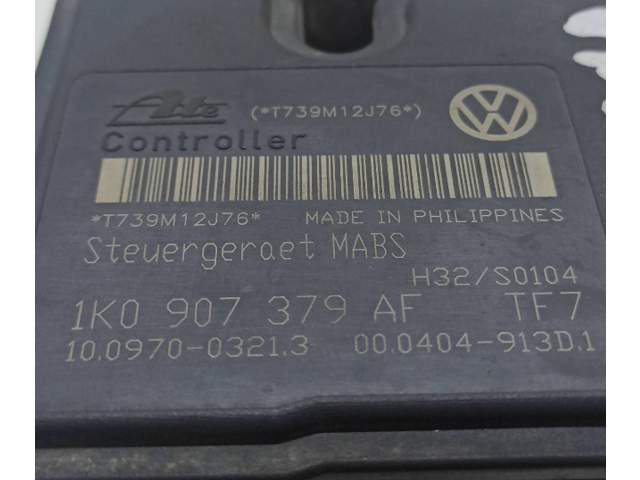 Ate (*T739M12J76*)
Controller
*T739M12J76* MADE IN PHILIPPINES
Steuergeraet MABS
H32/S0104
1K0 907 379 AF TF7
10.0970-0321.3 00.0404-913D.1